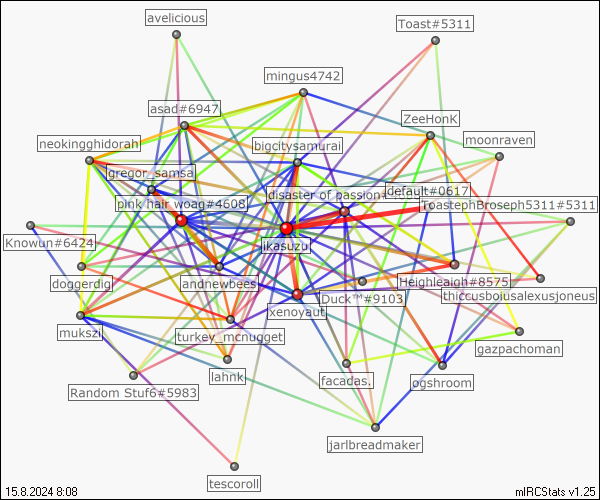 avelicious
Toast#5311
mingus4742
asad#6947
ZeeHonK
neokingghidorah
bigcitysamurai
moonraven
gregor_samsa
disaster of passion
default#0617
pink hair woag#4608
ToastephBroseph5311#5311
Knowun#6424
ikasuzu
doggerdig
andnewbees
Heighleaigh#8575
Duck™#9103
thiccusboiusalexusjoneus
xenoyaut
mukszi
turkey_mcnugget
gazpachoman
lahnk
facadas.
ogshroom
Random Stuf6#5983
jarlbreadmaker
tescoroll
15.8.2024 8:08
mIRCStats v1.25